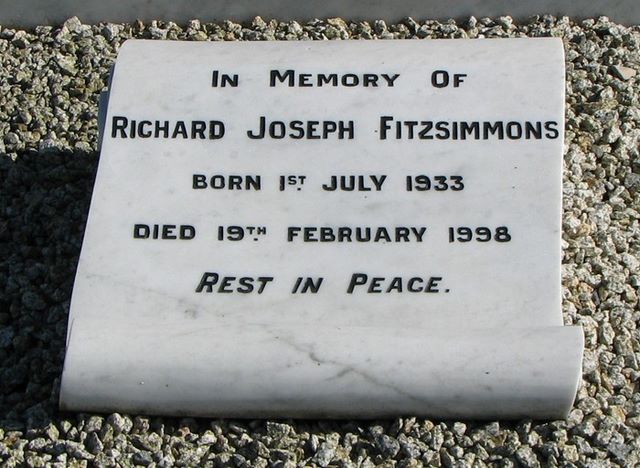 In Memory Of
Richard Joseph Fitzsimmons
Born 1st. July 1933
Died 19th. February 1998
Rest in Peace.